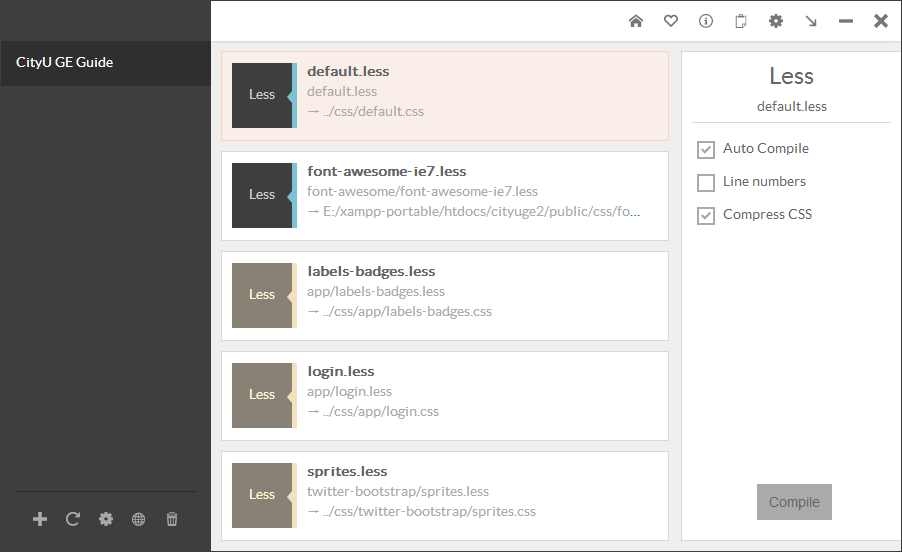 CityU GE Guide
Less
default.less
default.less
→ ../css/default.css
Less
font-awesome-ie7.less
font-awesome/font-awesome-ie7.less
→ E:/xampp-portable/htdocs/cityuge2/public/css/fo...
Less
labels-badges.less
app/labels-badges.less
→ ../css/app/labels-badges.css
Less
login.less
app/login.less
→ ../css/app/login.css
Less
sprites.less
twitter-bootstrap/sprites.less
→ ../css/twitter-bootstrap/sprites.css
Less
default.less
Auto Compile
Line numbers
Compress CSS
Compile